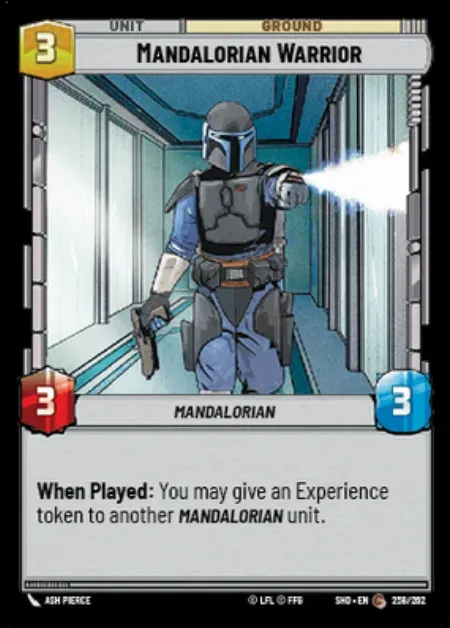 UNIT GROUND
3
MANDALORIAN WARRIOR
3 MANDALORIAN 3
When Played: You may give an Experience
token to another MANDALORIAN unit.
ASH PIERCE © LFL © FFG SHD • EN 256/262